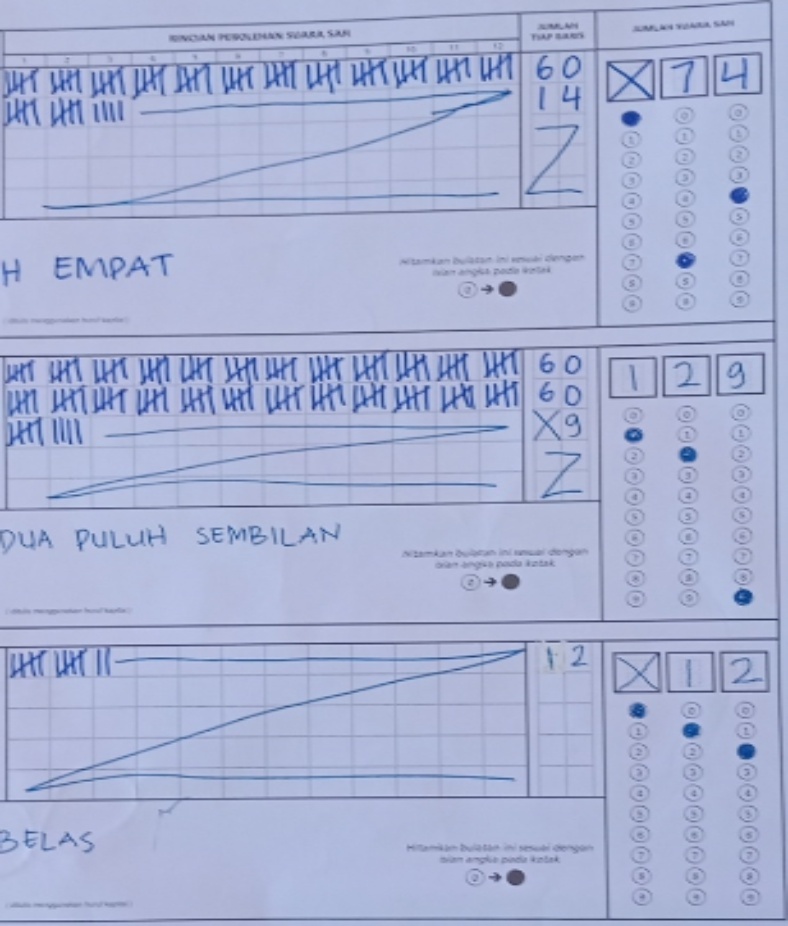 RINCIAN PEROLEHAN SUARA SAH
JUMLAH TIAP BARIS
JUMLAH SUARA SAH
1 2 3 4 5 6 7 8 9 10 11 12
60
14
X 7 4
H EMPAT
Hitamkan bulatan ini sesuai dengan
isian angka pada kotak
(ditulis menggunakan huruf kapital)
60
60
X9
1 2 9
DUA PULUH SEMBILAN
Hitamkan bulatan ini sesuai dengan
isian angka pada kotak
(ditulis menggunakan huruf kapital)
12
X 1 2
BELAS
Hitamkan bulatan ini sesuai dengan
isian angka pada kotak
(ditulis menggunakan huruf kapital)